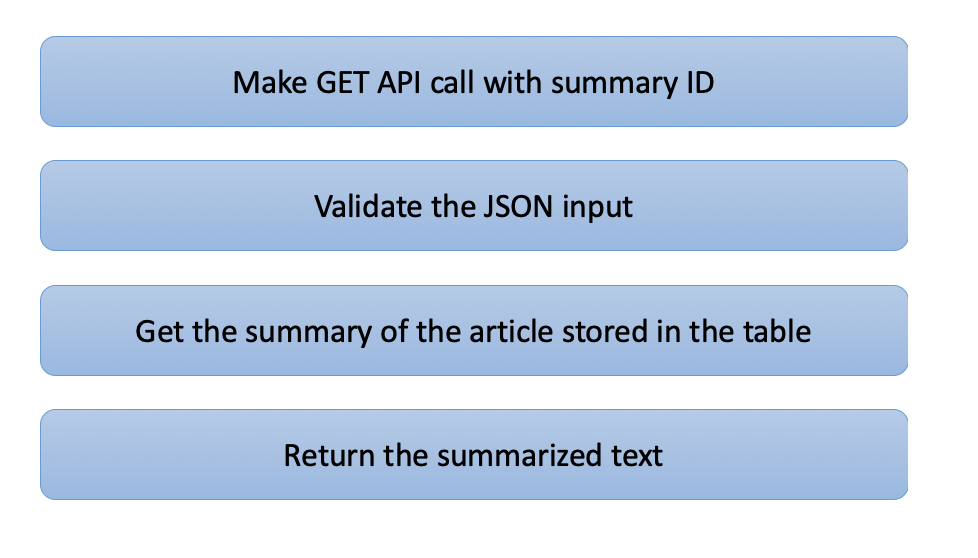 Make GET API call with summary ID
Validate the JSON input
Get the summary of the article stored in the table
Return the summarized text